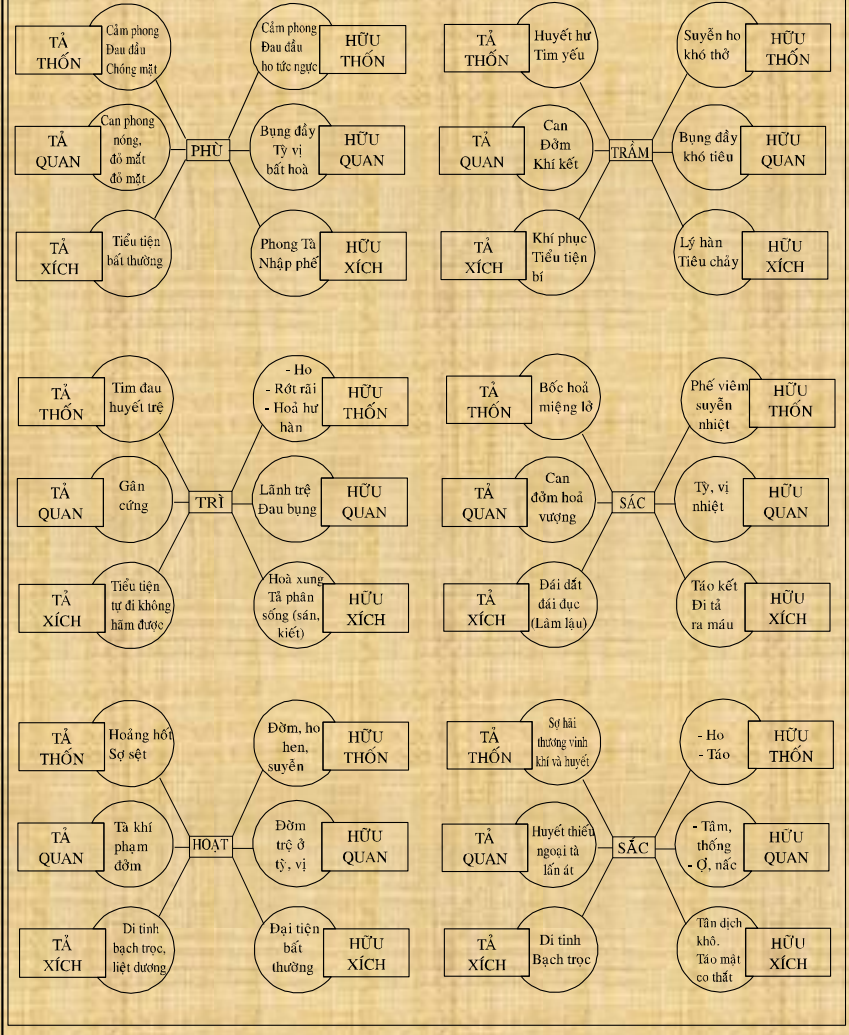 TẢ
THỐN
Cảm phong
Đau đầu
Chóng mặt
Cảm phong
Đau đầu
ho tức ngực
HỮU
THỐN
TẢ
QUAN
Can phong
nóng,
đỏ mắt
đỏ mặt
PHÙ
Bụng đầy
Tỳ vị
bất hoà
HỮU
QUAN
TẢ
XÍCH
Tiểu tiện
bất thường
Phong Tà
Nhập phế
HỮU
XÍCH
TẢ
THỐN
Huyết hư
Tim yếu
Suyễn ho
khó thở
HỮU
THỐN
TẢ
QUAN
Can
Đởm
Khí kết
TRẦM
Bụng đầy
khó tiêu
HỮU
QUAN
TẢ
XÍCH
Khí phục
Tiểu tiện
bí
Lý hàn
Tiêu chảy
HỮU
XÍCH
TẢ
THỐN
Tim đau
huyết trệ
- Ho
- Rớt rãi
- Hoả hư
hàn
HỮU
THỐN
TẢ
QUAN
Gân
cứng
TRÌ
Lãnh trệ
Đau bụng
HỮU
QUAN
TẢ
XÍCH
Tiểu tiện
tự đi không
hãm được
Hoả xung
Tả phân
sống (sán,
kiết)
HỮU
XÍCH
TẢ
THỐN
Bốc hoả
miệng lở
Phế viêm
suyễn
nhiệt
HỮU
THỐN
TẢ
QUAN
Can
đởm hoả
vượng
SÁC
Tỳ, vị
nhiệt
HỮU
QUAN
TẢ
XÍCH
Đái dắt
đái đục
(Làm lậu)
Táo kết
Đi tả
ra máu
HỮU
XÍCH
TẢ
THỐN
Hoảng hốt
Sợ sệt
Đờm, ho
hen,
suyễn
HỮU
THỐN
TẢ
QUAN
Tà khí
phạm
đởm
HOẠT
Đờm
trệ ở
tỳ, vị
HỮU
QUAN
TẢ
XÍCH
Di tinh
bạch trọc,
liệt dương
Đại tiện
bất
thường
HỮU
XÍCH
TẢ
THỐN
Sợ hãi
thương vinh
khí và huyết
- Ho
- Táo
HỮU
THỐN
TẢ
QUAN
Huyết thiếu
ngoại tà
lấn át
SẮC
- Tâm,
thống
- Ợ, nấc
HỮU
QUAN
TẢ
XÍCH
Di tinh
Bạch trọc
Tân dịch
khô.
Táo mật
co thắt
HỮU
XÍCH